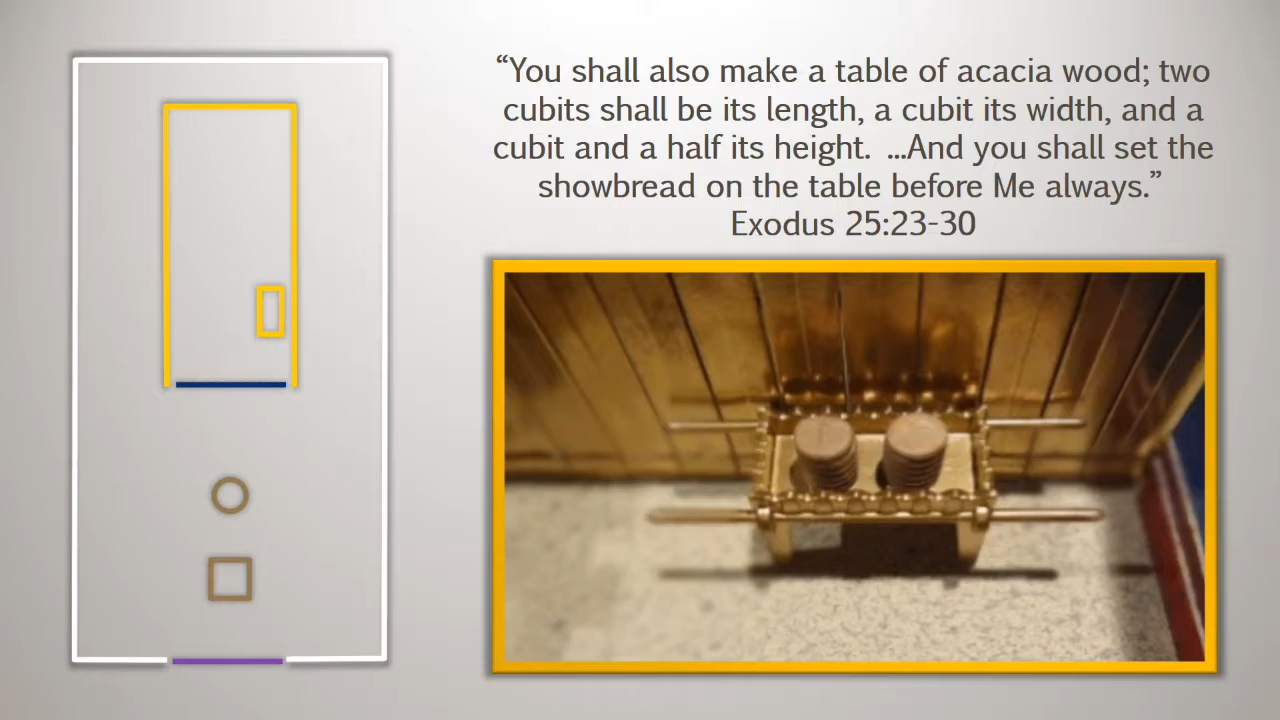 “You shall also make a table of acacia wood; two
cubits shall be its length, a cubit its width, and a
cubit and a half its height.  …And you shall set the
showbread on the table before Me always.”
Exodus 25:23-30